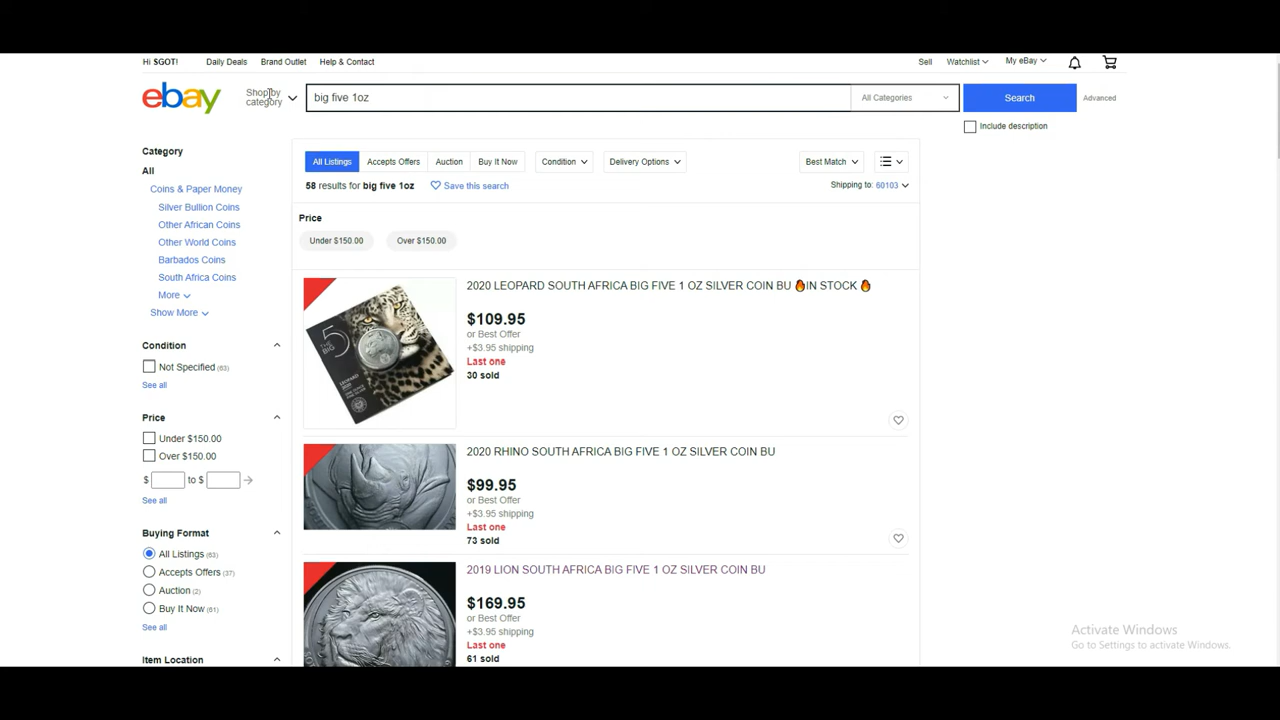 Hi SGOT! Daily Deals Brand Outlet Help & Contact Sell Watchlist My eBay
ebay
Shop by
category
big five 1oz
All Categories
Search
Advanced
Include description
Category
All
Coins & Paper Money
Silver Bullion Coins
Other African Coins
Other World Coins
Barbados Coins
South Africa Coins
More
Show More
Condition
Not Specified (63)
See all
Price
Under $150.00
Over $150.00
$ to $
See all
Buying Format
All Listings (63)
Accepts Offers (37)
Auction (2)
Buy It Now (61)
See all
Item Location
All Listings Accepts Offers Auction Buy It Now Condition Delivery Options Best Match
58 results for big five 1oz Save this search Shipping to: 60103
Price
Under $150.00 Over $150.00
THE BIG 5
LEOPARD
2020
2020 LEOPARD SOUTH AFRICA BIG FIVE 1 OZ SILVER COIN BU 🔥IN STOCK 🔥
$109.95
or Best Offer
+$3.95 shipping
Last one
30 sold
2020 RHINO SOUTH AFRICA BIG FIVE 1 OZ SILVER COIN BU
$99.95
or Best Offer
+$3.95 shipping
Last one
73 sold
2019 LION SOUTH AFRICA BIG FIVE 1 OZ SILVER COIN BU
$169.95
or Best Offer
+$3.95 shipping
Last one
61 sold
Activate Windows
Go to Settings to activate Windows.